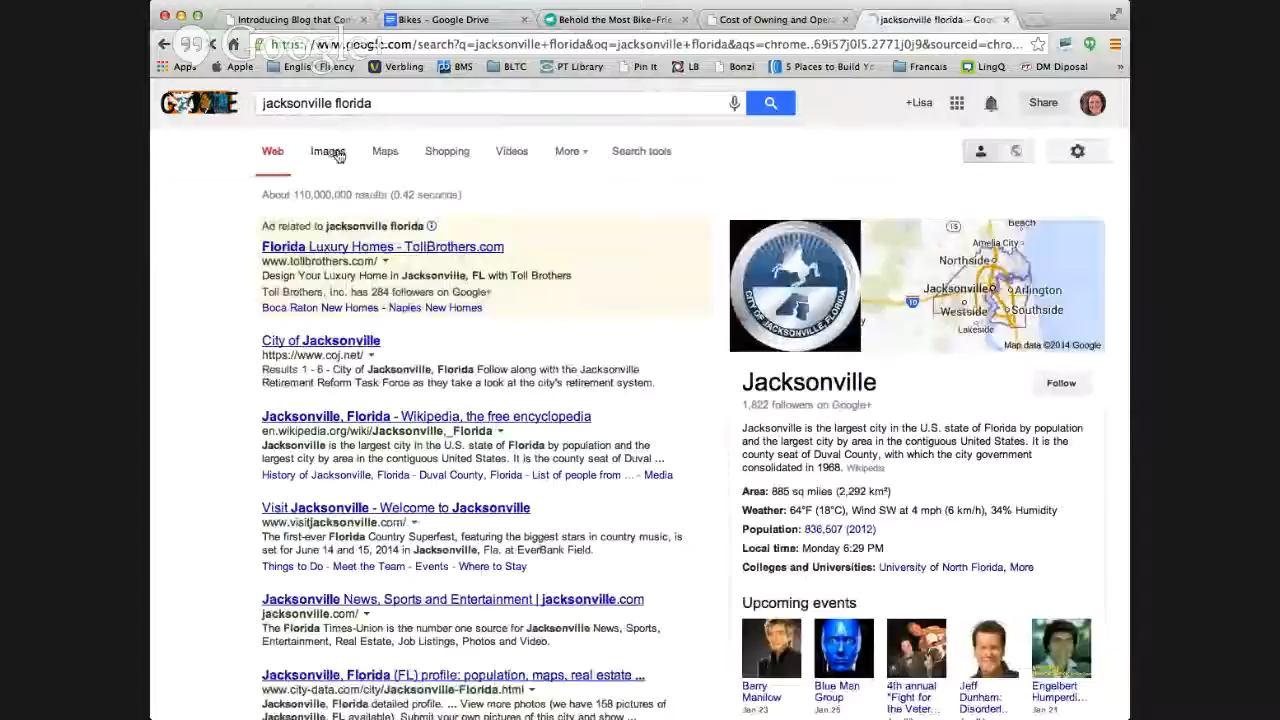 Introducing Blog that Com
Bikes - Google Drive
Behold the Most Bike-Frie
Cost of Owning and Opera
jacksonville florida - Goo
Google+
https://www.google.com/search?q=jacksonville+florida&oq=jacksonville+florida&aqs=chrome..69i57j0l5.2771j0j9&sourceid=chro...
Apps Apple English Fluency Verbling BMS BLTC PT Library Pin It LB Bonzi 5 Places to Build Yo Francais LingQ DM Diposal »
GOOGLE
jacksonville florida
+Lisa Share
Web Images Maps Shopping Videos More Search tools
About 110,000,000 results (0.42 seconds)
Ad related to jacksonville florida
Florida Luxury Homes - TollBrothers.com
www.tollbrothers.com/
Design Your Luxury Home in Jacksonville, FL with Toll Brothers
Toll Brothers, Inc. has 284 followers on Google+
Boca Raton New Homes - Naples New Homes
City of Jacksonville
https://www.coj.net/
Results 1 - 6 - City of Jacksonville, Florida Follow along with the Jacksonville
Retirement Reform Task Force as they take a look at the city's retirement system.
Jacksonville, Florida - Wikipedia, the free encyclopedia
en.wikipedia.org/wiki/Jacksonville,_Florida
Jacksonville is the largest city in the U.S. state of Florida by population and the
largest city by area in the contiguous United States. It is the county seat of Duval ...
History of Jacksonville, Florida - Duval County, Florida - List of people from ... - Media
Visit Jacksonville - Welcome to Jacksonville
www.visitjacksonville.com/
The first-ever Florida Country Superfest, featuring the biggest stars in country music, is
set for June 14 and 15, 2014 in Jacksonville, Fla. at EverBank Field.
Things to Do - Meet the Team - Events - Where to Stay
Jacksonville News, Sports and Entertainment | jacksonville.com
jacksonville.com/
The Florida Times-Union is the number one source for Jacksonville News, Sports,
Entertainment, Real Estate, Job Listings, Photos and Video.
Jacksonville, Florida (FL) profile: population, maps, real estate ...
www.city-data.com/city/Jacksonville-Florida.html
Jacksonville, Florida detailed profile. ... View more photos (we have 158 pictures of
Jacksonville, FL available). Submit your own pictures of this city and show ...
CITY OF JACKSONVILLE, FLORIDA
15
Beach
Amelia City
Northside
Jacksonville
Arlington
10
Westside
Southside
Lakeside
Map data ©2014 Google
Jacksonville
Follow
1,822 followers on Google+
Jacksonville is the largest city in the U.S. state of Florida by population
and the largest city by area in the contiguous United States. It is the
county seat of Duval County, with which the city government
consolidated in 1968. Wikipedia
Area: 885 sq miles (2,292 km²)
Weather: 64°F (18°C), Wind SW at 4 mph (6 km/h), 34% Humidity
Population: 836,507 (2012)
Local time: Monday 6:29 PM
Colleges and Universities: University of North Florida, More
Upcoming events
Barry
Manilow
Jan 23
Blue Man
Group
Jan 25
4th annual
"Fight for
the Veter...
Jeff
Dunham:
Disorderl...
Engelbert
Humperdi...
Jan 21